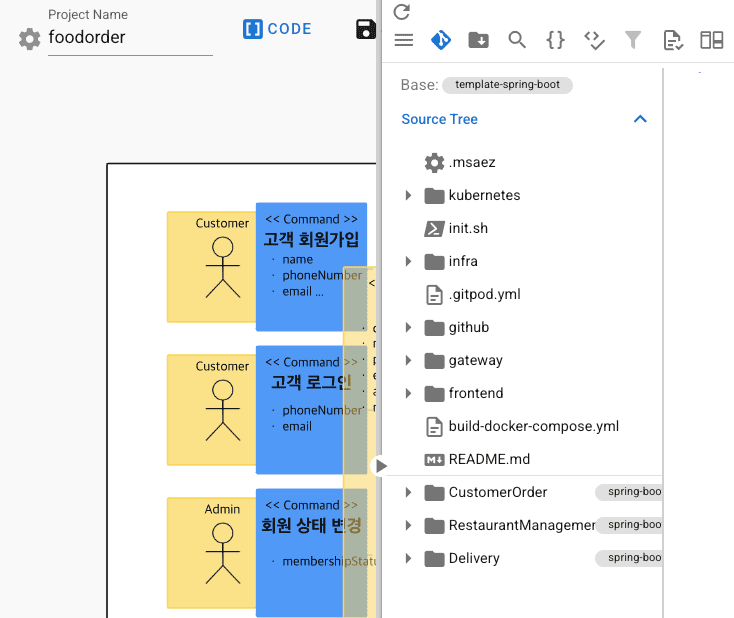 Project Name
foodorder
CODE
Base: template-spring-boot
Source Tree
.msaez
kubernetes
init.sh
infra
.gitpod.yml
github
gateway
frontend
build-docker-compose.yml
README.md
CustomerOrder spring-boo
RestaurantManagemer spring-boo
Delivery spring-boo
Customer
<< Command >>
고객 회원가입
· name
· phoneNumber
· email ...
Customer
<< Command >>
고객 로그인
· phoneNumber
· email
Admin
<< Command >>
회원 상태 변경
· membershipStatu